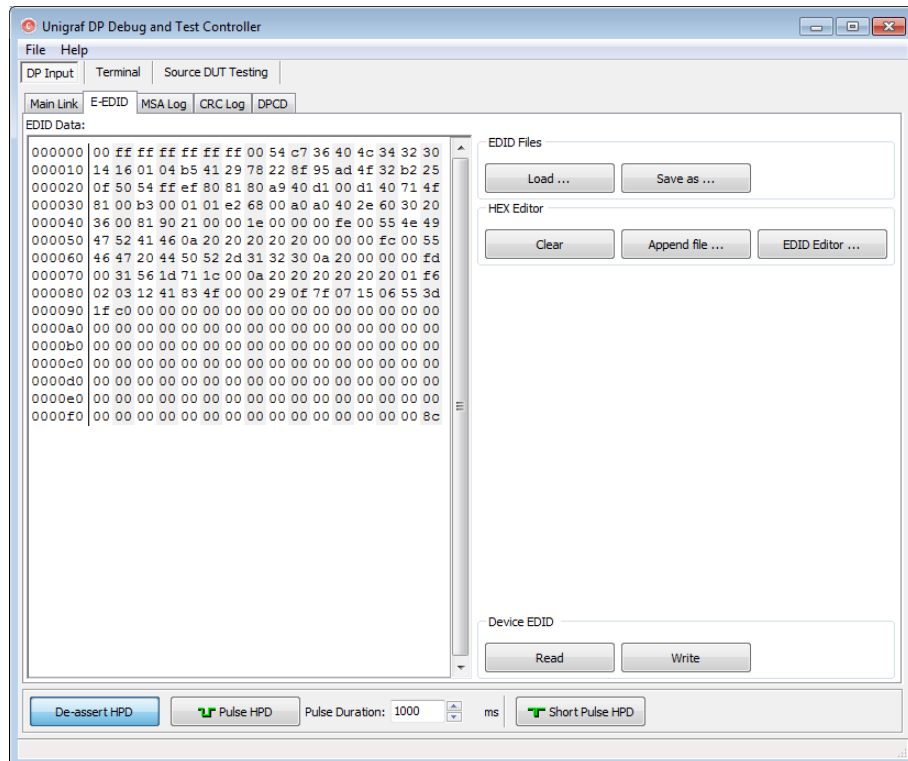 Unigraf DP Debug and Test Controller
File Help
DP Input Terminal Source DUT Testing
Main Link E-EDID MSA Log CRC Log DPCD
EDID Data:
000000 00 ff ff ff ff ff ff 00 54 c7 36 40 4c 34 32 30
000010 14 16 01 04 b5 41 29 78 22 8f 95 ad 4f 32 b2 25
000020 0f 50 54 ff ef 80 81 80 a9 40 d1 00 d1 40 71 4f
000030 81 00 b3 00 01 01 e2 68 00 a0 a0 40 2e 60 30 20
000040 36 00 81 90 21 00 00 1e 00 00 00 fe 00 55 4e 49
000050 47 52 41 46 0a 20 20 20 20 20 00 00 00 fc 00 55
000060 46 47 20 44 50 52 2d 31 32 30 0a 20 00 00 00 fd
000070 00 31 56 1d 71 1c 00 0a 20 20 20 20 20 20 01 f6
000080 02 03 12 41 83 4f 00 00 29 0f 7f 07 15 06 55 3d
000090 1f c0 00 00 00 00 00 00 00 00 00 00 00 00 00 00
0000a0 00 00 00 00 00 00 00 00 00 00 00 00 00 00 00 00
0000b0 00 00 00 00 00 00 00 00 00 00 00 00 00 00 00 00
0000c0 00 00 00 00 00 00 00 00 00 00 00 00 00 00 00 00
0000d0 00 00 00 00 00 00 00 00 00 00 00 00 00 00 00 00
0000e0 00 00 00 00 00 00 00 00 00 00 00 00 00 00 00 00
0000f0 00 00 00 00 00 00 00 00 00 00 00 00 00 00 00 8c
EDID Files
Load ... Save as ...
HEX Editor
Clear Append file ... EDID Editor ...
Device EDID
Read Write
De-assert HPD Pulse HPD Pulse Duration: 1000 ms Short Pulse HPD